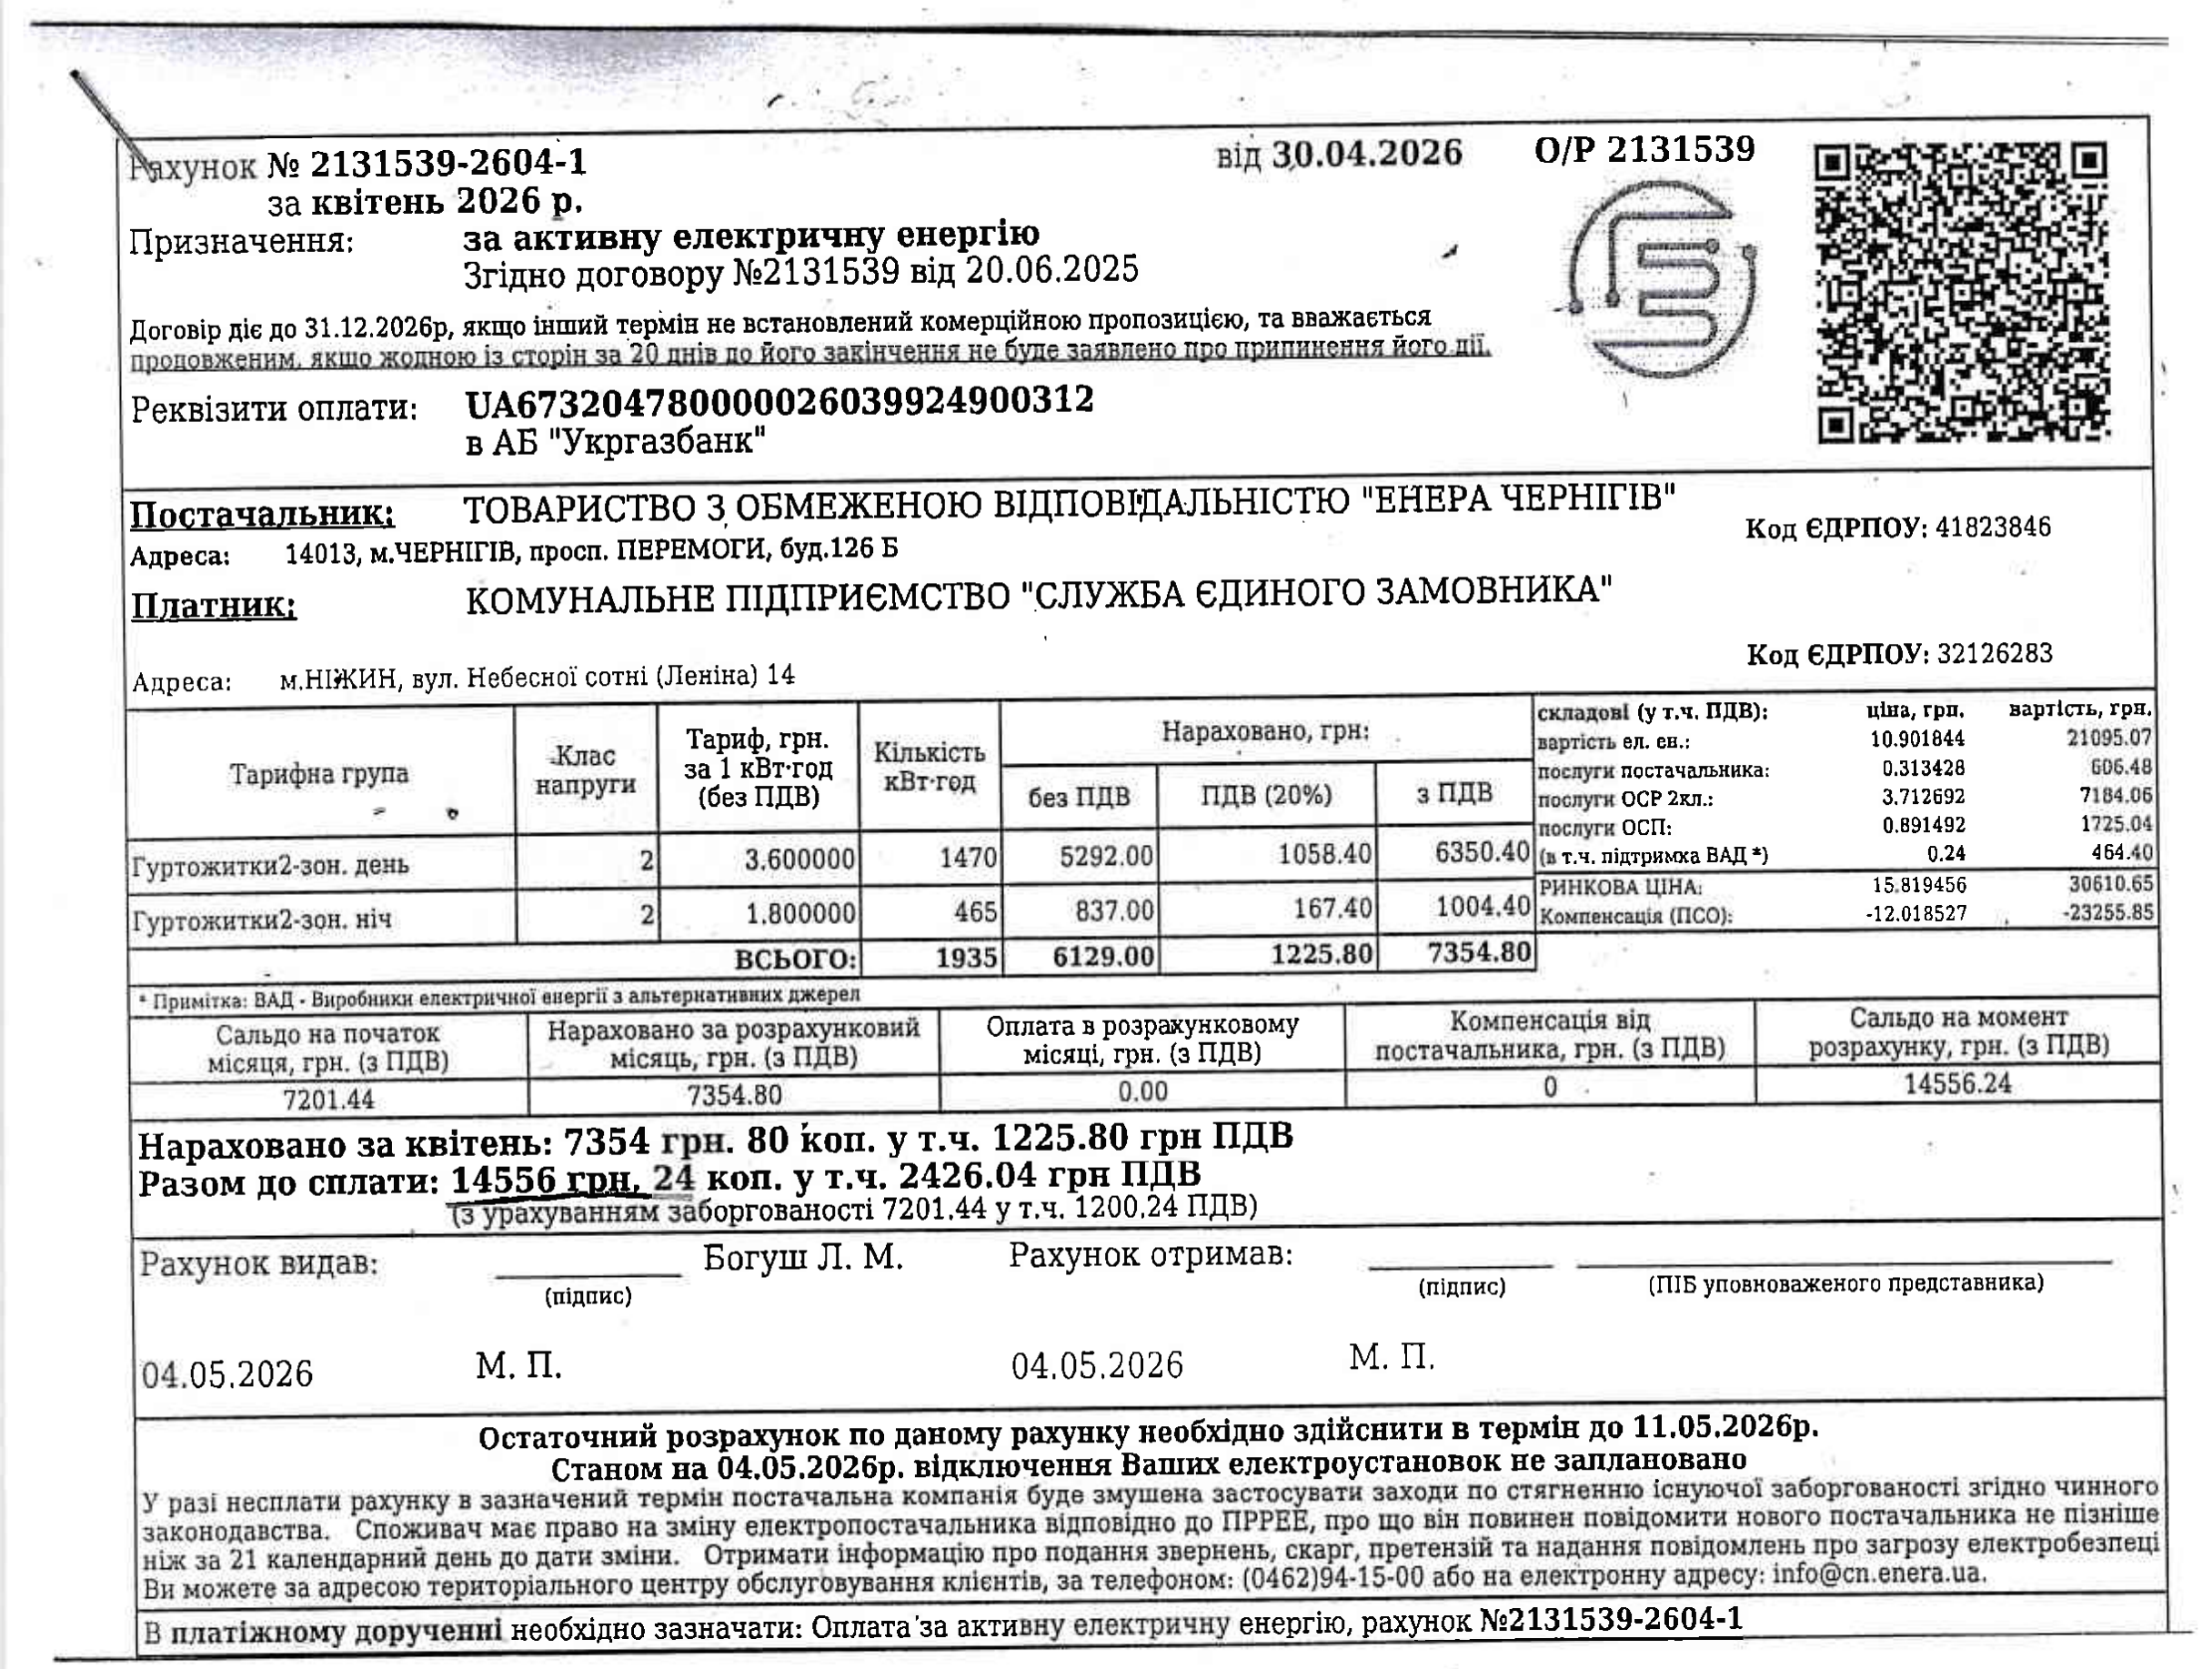 Рахунок № 2131539-2604-1 від 30.04.2026 О/Р 2131539
за квітень 2026 р.
Призначення: за активну електричну енергію
Згідно договору №2131539 від 20.06.2025
Договір діє до 31.12.2026р, якщо інший термін не встановлений комерційною пропозицією, та вважається
продовженим, якщо жодною із сторін за 20 днів до його закінчення не буде заявлено про припинення його дії.
Реквізити оплати: UA673204780000026039924900312
в АБ "Укргазбанк"
Постачальник: ТОВАРИСТВО З ОБМЕЖЕНОЮ ВІДПОВІДАЛЬНІСТЮ "ЕНЕРА ЧЕРНІГІВ"
Код ЄДРПОУ: 41823846
Адреса: 14013, м.ЧЕРНІГІВ, просп. ПЕРЕМОГИ, буд.126 Б
Платник: КОМУНАЛЬНЕ ПІДПРИЄМСТВО "СЛУЖБА ЄДИНОГО ЗАМОВНИКА"
Код ЄДРПОУ: 32126283
Адреса: м.НІЖИН, вул. Небесної сотні (Леніна) 14
Тарифна група
Клас
напруги
Тариф, грн.
за 1 кВт·год
(без ПДВ)
Кількість
кВт·год
Нараховано, грн:
без ПДВ ПДВ (20%) з ПДВ
Гуртожитки2-зон. день 2 3.600000 1470 5292.00 1058.40 6350.40
Гуртожитки2-зон. ніч 2 1.800000 465 837.00 167.40 1004.40
ВСЬОГО: 1935 6129.00 1225.80 7354.80
складові (у т.ч. ПДВ): ціна, грн. вартість, грн.
вартість ел. ен.: 10.901844 21095.07
послуги постачальника: 0.313428 606.48
послуги ОСР 2кл.: 3.712692 7184.06
послуги ОСП: 0.891492 1725.04
(в т.ч. підтримка ВАД *) 0.24 464.40
РИНКОВА ЦІНА: 15.819456 30610.65
Компенсація (ПСО): -12.018527 -23255.85
* Примітка: ВАД - Виробники електричної енергії з альтернативних джерел
Сальдо на початок
місяця, грн. (з ПДВ)
Нараховано за розрахунковий
місяць, грн. (з ПДВ)
Оплата в розрахунковому
місяці, грн. (з ПДВ)
Компенсація від
постачальника, грн. (з ПДВ)
Сальдо на момент
розрахунку, грн. (з ПДВ)
7201.44 7354.80 0.00 0 14556.24
Нараховано за квітень: 7354 грн. 80 коп. у т.ч. 1225.80 грн ПДВ
Разом до сплати: 14556 грн. 24 коп. у т.ч. 2426.04 грн ПДВ
(з урахуванням заборгованості 7201.44 у т.ч. 1200.24 ПДВ)
Рахунок видав: Богуш Л. М. Рахунок отримав:
(підпис) (підпис) (ПІБ уповноваженого представника)
04.05.2026 М. П. 04.05.2026 М. П.
Остаточний розрахунок по даному рахунку необхідно здійснити в термін до 11.05.2026р.
Станом на 04.05.2026р. відключення Ваших електроустановок не заплановано
У разі несплати рахунку в зазначений термін постачальна компанія буде змушена застосувати заходи по стягненню існуючої заборгованості згідно чинного
законодавства. Споживач має право на зміну електропостачальника відповідно до ПРРЕЕ, про що він повинен повідомити нового постачальника не пізніше
ніж за 21 календарний день до дати зміни. Отримати інформацію про подання звернень, скарг, претензій та надання повідомлень про загрозу електробезпеці
Ви можете за адресою територіального центру обслуговування клієнтів, за телефоном: (0462)94-15-00 або на електронну адресу: info@cn.enera.ua.
В платіжному дорученні необхідно зазначати: Оплата за активну електричну енергію, рахунок №2131539-2604-1